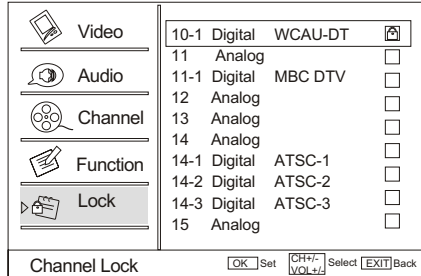 Video
Audio
Channel
Function
Lock
10-1 Digital WCAU-DT
11 Analog
11-1 Digital MBC DTV
12 Analog
13 Analog
14 Analog
14-1 Digital ATSC-1
14-2 Digital ATSC-2
14-3 Digital ATSC-3
15 Analog
Channel Lock
OK Set CH+/- VOL+/- Select EXIT Back